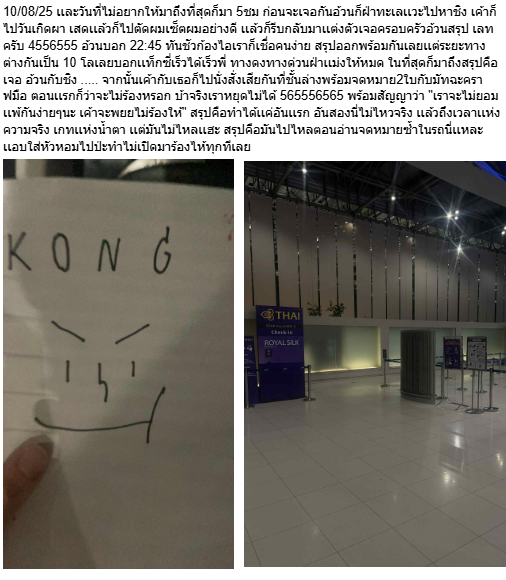 10/08/25 และวันที่ไม่อยากให้มาถึงที่สุดก็มา 5ชม ก่อนจะเจอกันอ้วนก็ฝ่าทะเลแวะไปหาชิง เค้าก็
ไปวันเกิดผา เสดแล้วก็ไปตัดผมเซ็ตผมอย่างดี แล้วก็รีบกลับมาแต่งตัวเจอครอบครัวอ้วนสรุป เลท
ครับ 4556555 อ้วนบอก 22:45 ทันชัวก้องไอเราก็เชื่อคนง่าย สรุปออกพร้อมกันเลยแต่ระยะทาง
ต่างกันเป็น 10 โลเลยบอกแท็กซี่เร็วได้เร็วพี่ ทางตงทางด่วนฝ่าแม่งให้หมด ในที่สุดก็มาถึงสรุปคือ
เจอ อ้วนกับชิง ..... จากนั้นเค้ากับเธอก็ไปนั่งสั่งเสียกันที่ชั้นล่างพร้อมจดหมาย2ใบกับมัทฉะครา
ฟมือ ตอนแรกก็ว่าจะไม่ร้องหรอก บ้าจริงเราหยุดไม่ได้ 565556565 พร้อมสัญญาว่า "เราจะไม่ยอม
แพ้กันง่ายๆนะ เค้าจะพยยไม่ร้องให้" สรุปคือทำได้แค่อันแรก อันสองนี่ไม่ไหวจริง แล้วถึงเวลาแห่ง
ความจริง เกทแห่งน้ำตา แต่มันไม่ไหลแฮะ สรุปคือมันไปไหลตอนอ่านจดหมายซ้ำในรถนี่แหละ
แอบใส่หัวหอมไปป่ะทำไมเปิดมาร้องไห้ทุกทีเลย
KONG
THAI
Check-in
ROYAL SILK